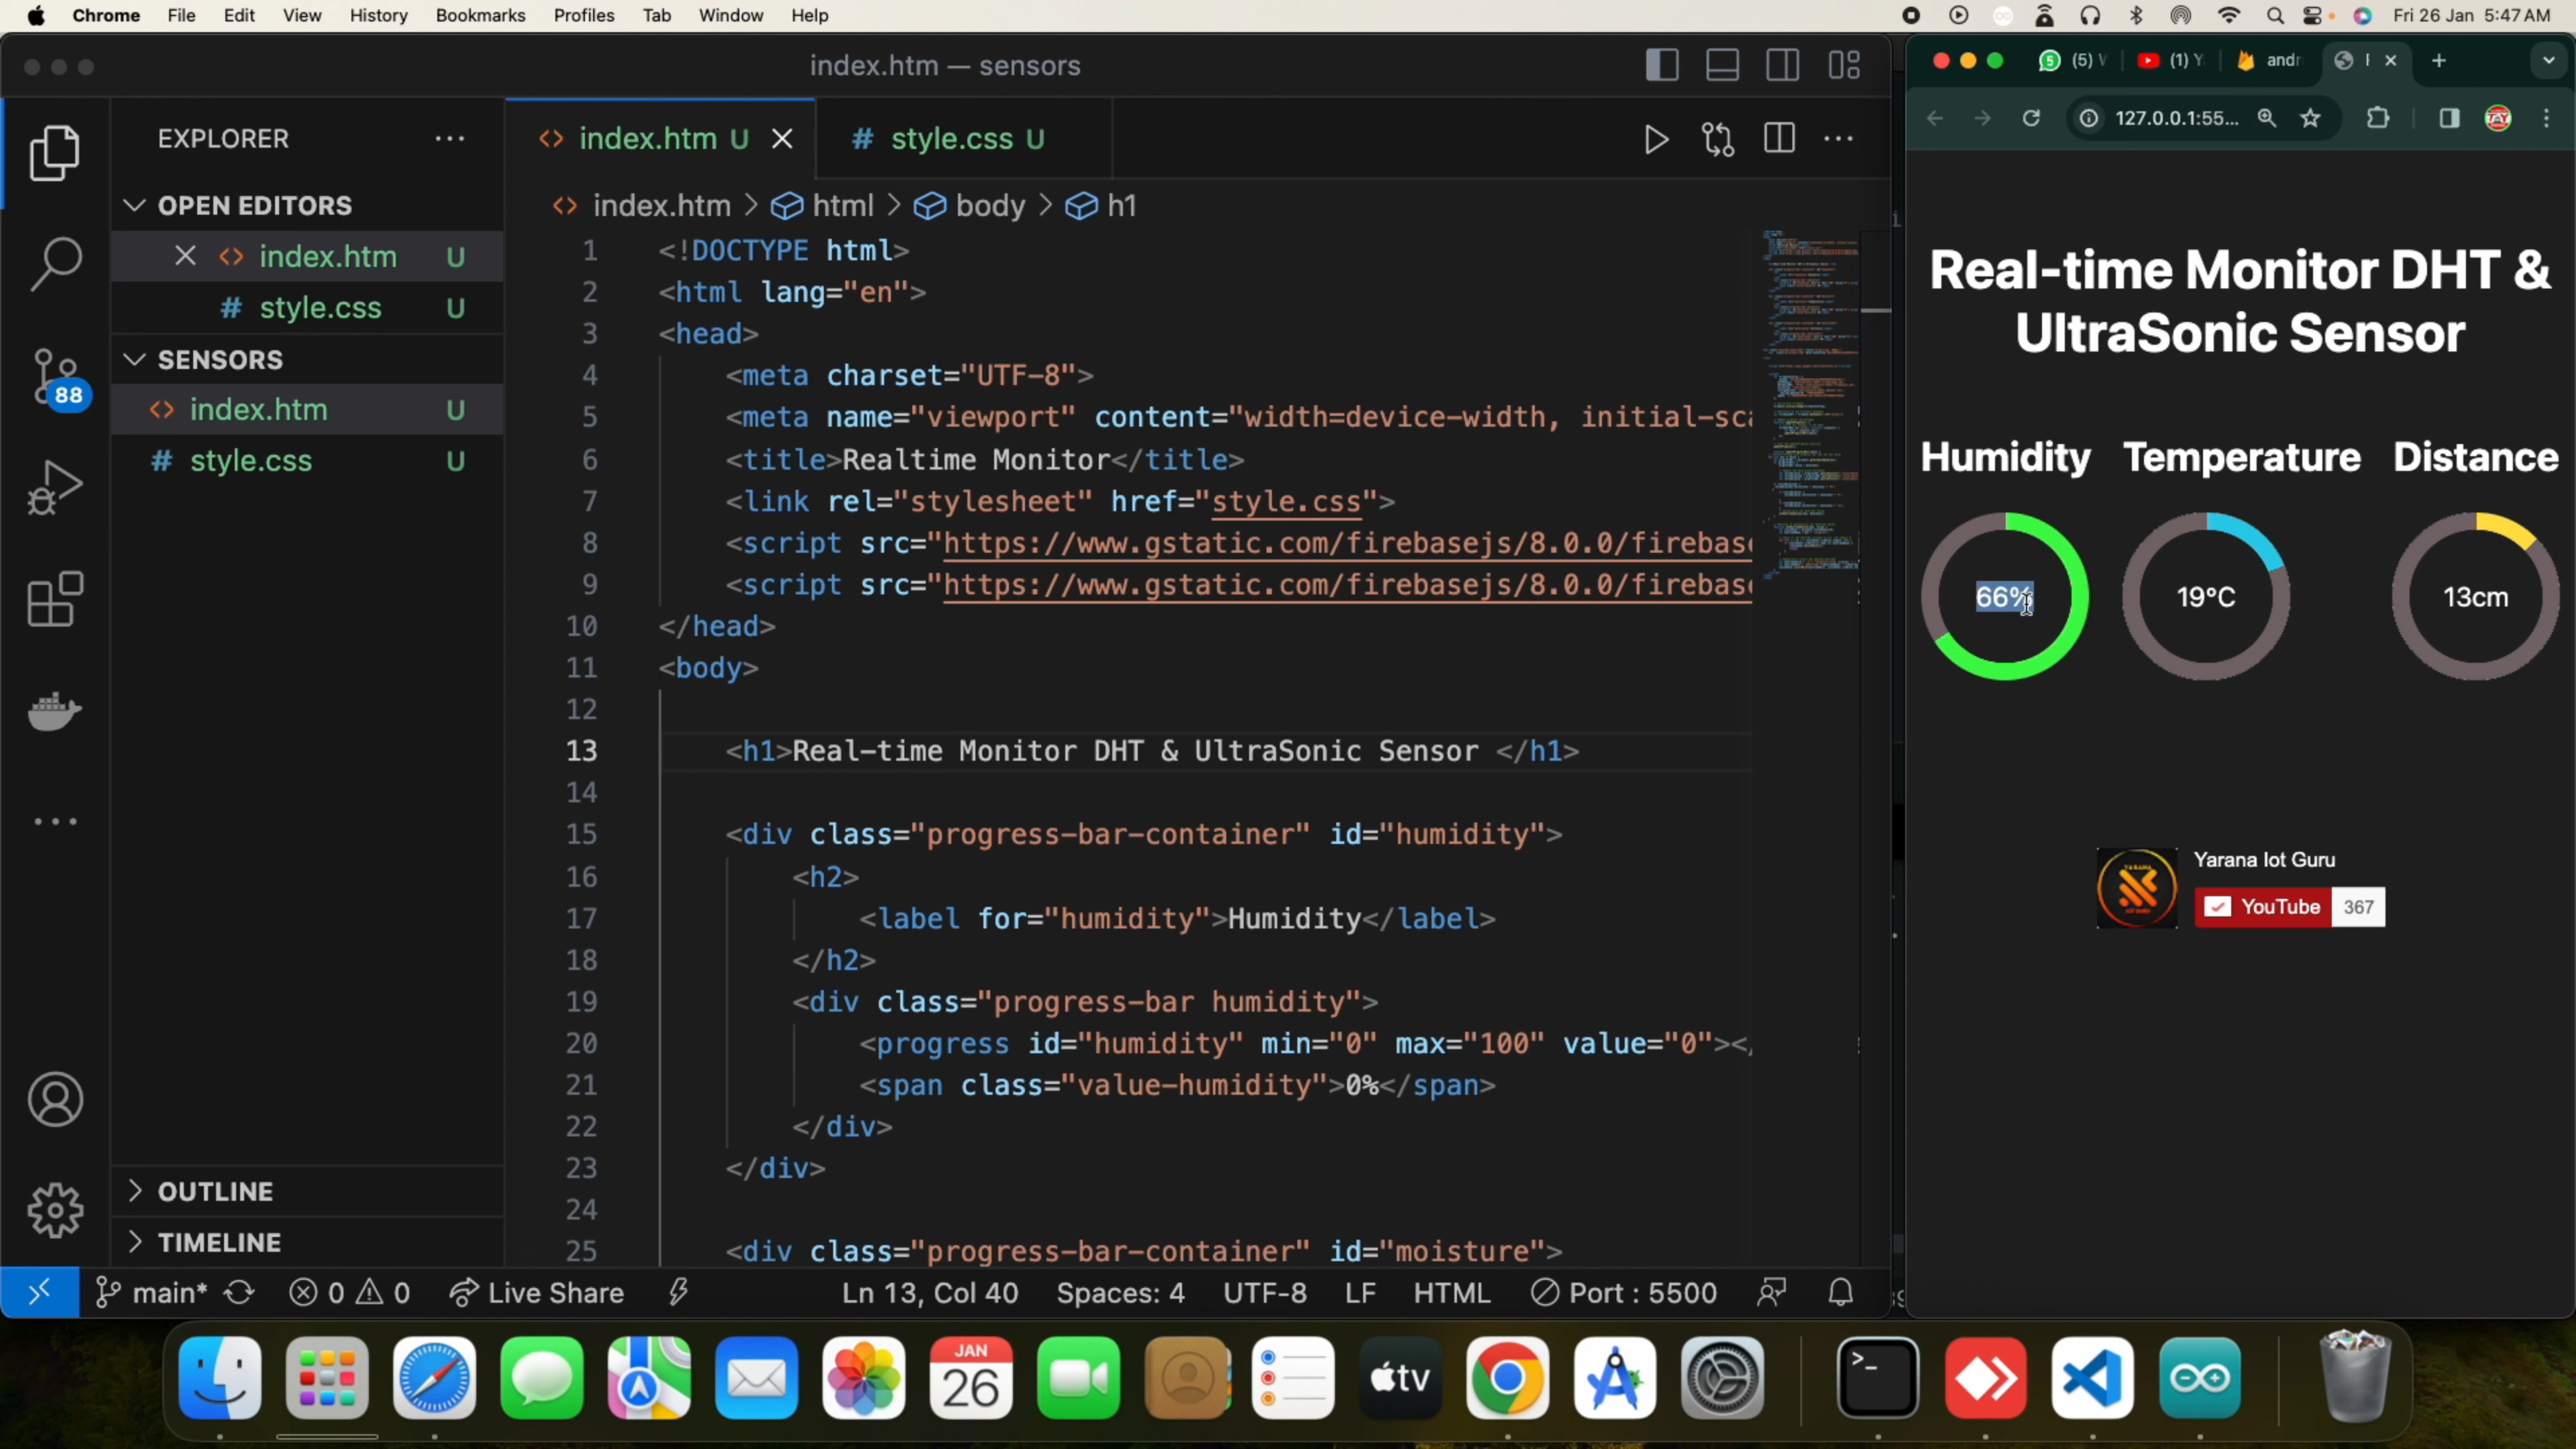 Chrome File Edit View History Bookmarks Profiles Tab Window Help
Fri 26 Jan 5:47 AM
index.htm — sensors
EXPLORER
OPEN EDITORS
index.htm U
style.css U
SENSORS
88
index.htm U
style.css U
OUTLINE
TIMELINE
index.htm U
style.css U
index.htm > html > body > h1
1 <!DOCTYPE html>
2 <html lang="en">
3 <head>
4 <meta charset="UTF-8">
5 <meta name="viewport" content="width=device-width, initial-sca
6 <title>Realtime Monitor</title>
7 <link rel="stylesheet" href="style.css">
8 <script src="https://www.gstatic.com/firebasejs/8.0.0/firebase
9 <script src="https://www.gstatic.com/firebasejs/8.0.0/firebase
10 </head>
11 <body>
12
13 <h1>Real-time Monitor DHT & UltraSonic Sensor </h1>
14
15 <div class="progress-bar-container" id="humidity">
16 <h2>
17 <label for="humidity">Humidity</label>
18 </h2>
19 <div class="progress-bar humidity">
20 <progress id="humidity" min="0" max="100" value="0"></
21 <span class="value-humidity">0%</span>
22 </div>
23 </div>
24
25 <div class="progress-bar-container" id="moisture">
main* 0 0 Live Share Ln 13, Col 40 Spaces: 4 UTF-8 LF HTML Port : 5500
(5) (1) Y andr
127.0.0.1:55...
Real-time Monitor DHT &
UltraSonic Sensor
Humidity Temperature Distance
66% 19°C 13cm
Yarana Iot Guru
YouTube 367
JAN
26
tv